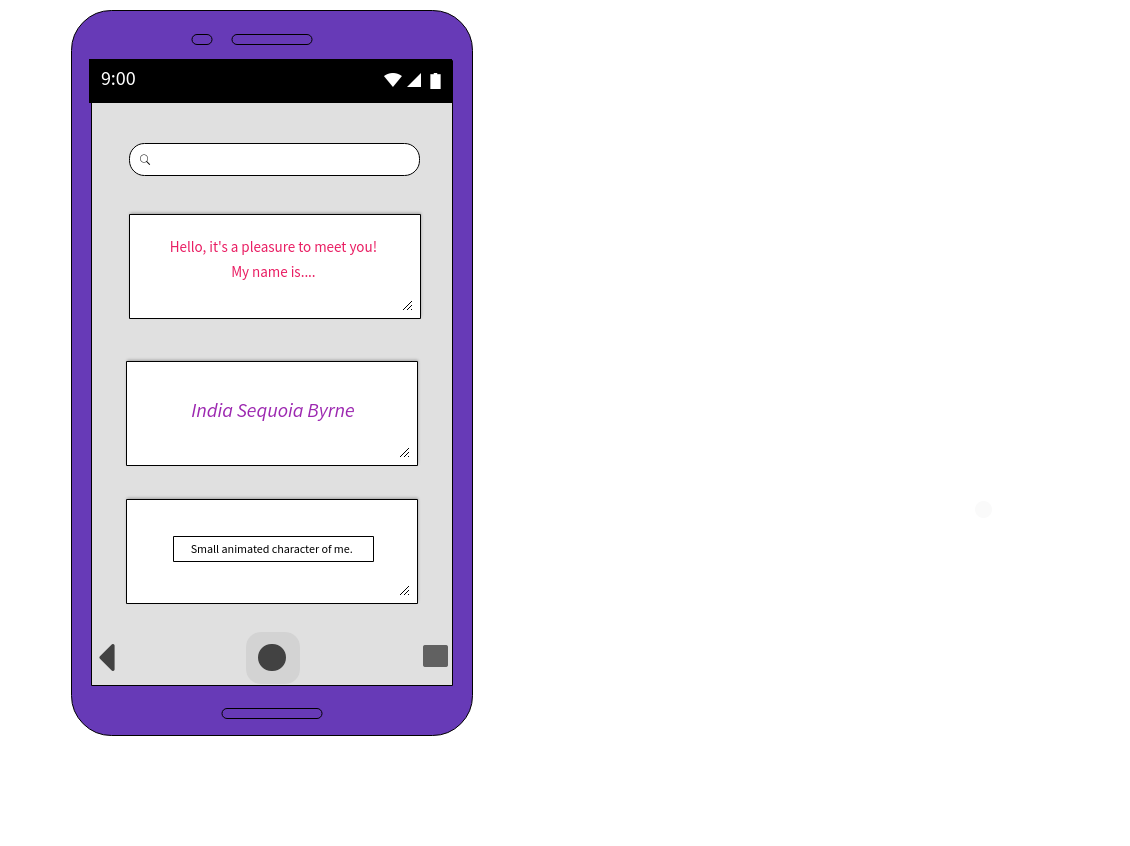 9:00
Hello, it's a pleasure to meet you!
My name is....
India Sequoia Byrne
Small animated character of me.